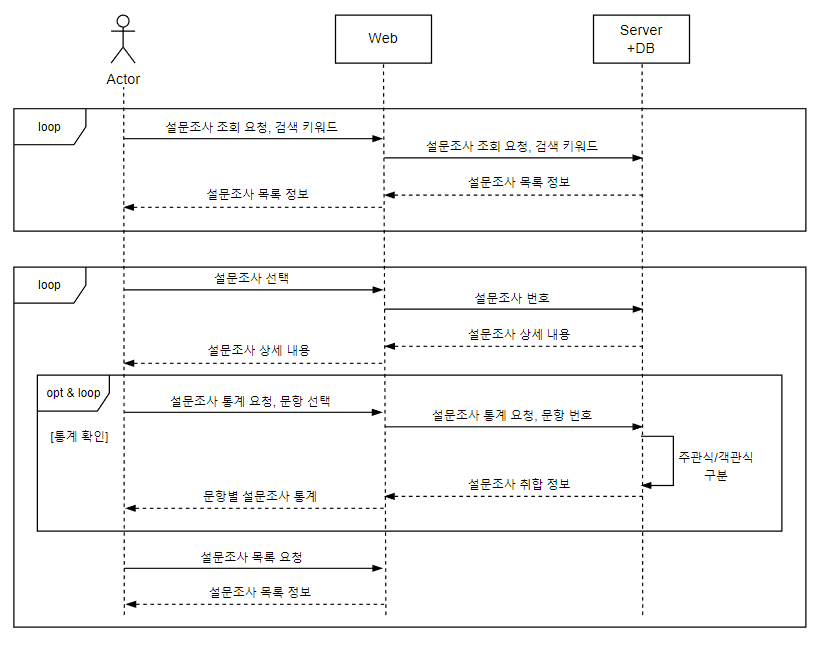 Actor
Web
Server
+DB
loop
설문조사 조회 요청, 검색 키워드
설문조사 조회 요청, 검색 키워드
설문조사 목록 정보
설문조사 목록 정보
loop
설문조사 선택
설문조사 번호
설문조사 상세 내용
설문조사 상세 내용
opt & loop
설문조사 통계 요청, 문항 선택
설문조사 통계 요청, 문항 번호
[통계 확인]
주관식/객관식
구분
설문조사 취합 정보
문항별 설문조사 통계
설문조사 목록 요청
설문조사 목록 정보